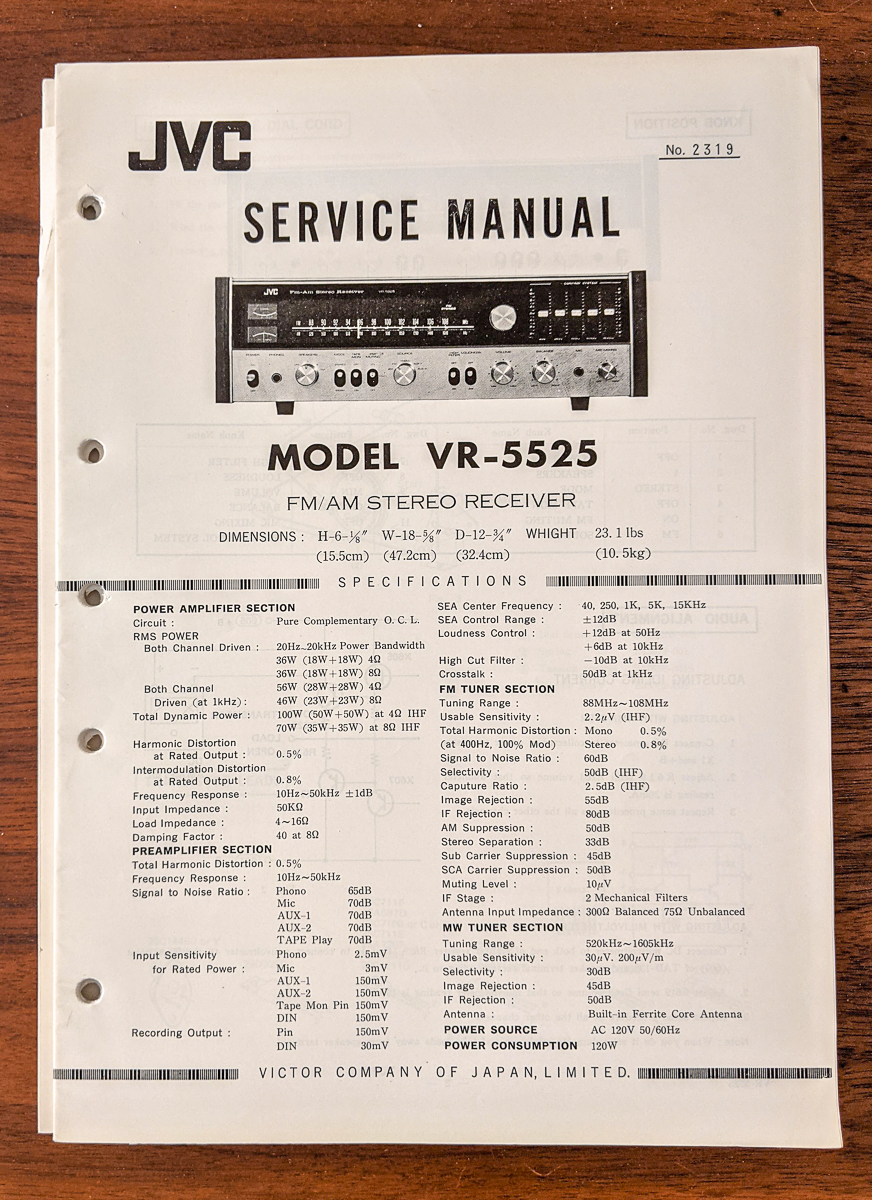 JVC
No. 2319
SERVICE MANUAL
JVC Fm-Am Stereo Receiver VR-5525
MODEL VR-5525
FM/AM STEREO RECEIVER
DIMENSIONS : H-6-1/8″ W-18-5/8″ D-12-3/4″ WHIGHT 23.1 lbs
(15.5cm) (47.2cm) (32.4cm) (10.5kg)
SPECIFICATIONS
POWER AMPLIFIER SECTION
Circuit : Pure Complementary O. C. L.
RMS POWER
Both Channel Driven : 20Hz~20kHz Power Bandwidth
36W (18W+18W) 4Ω
36W (18W+18W) 8Ω
Both Channel 56W (28W+28W) 4Ω
Driven (at 1kHz) : 46W (23W+23W) 8Ω
Total Dynamic Power : 100W (50W+50W) at 4Ω IHF
70W (35W+35W) at 8Ω IHF
Harmonic Distortion
at Rated Output : 0.5%
Intermodulation Distortion
at Rated Output : 0.8%
Frequency Response : 10Hz~50kHz ±1dB
Input Impedance : 50KΩ
Load Impedance : 4~16Ω
Damping Factor : 40 at 8Ω
PREAMPLIFIER SECTION
Total Harmonic Distortion : 0.5%
Frequency Response : 10Hz~50kHz
Signal to Noise Ratio : Phono 65dB
Mic 70dB
AUX-1 70dB
AUX-2 70dB
TAPE Play 70dB
Input Sensitivity Phono 2.5mV
for Rated Power : Mic 3mV
AUX-1 150mV
AUX-2 150mV
Tape Mon Pin 150mV
DIN 150mV
Recording Output : Pin 150mV
DIN 30mV
SEA Center Frequency : 40, 250, 1K, 5K, 15KHz
SEA Control Range : ±12dB
Loudness Control : +12dB at 50Hz
+6dB at 10kHz
High Cut Filter : −10dB at 10kHz
Crosstalk : 50dB at 1kHz
FM TUNER SECTION
Tuning Range : 88MHz~108MHz
Usable Sensitivity : 2.2μV (IHF)
Total Harmonic Distortion : Mono 0.5%
(at 400Hz, 100% Mod) Stereo 0.8%
Signal to Noise Ratio : 60dB
Selectivity : 50dB (IHF)
Caputure Ratio : 2.5dB (IHF)
Image Rejection : 55dB
IF Rejection : 80dB
AM Suppression : 50dB
Stereo Separation : 33dB
Sub Carrier Suppression : 45dB
SCA Carrier Suppression : 50dB
Muting Level : 10μV
IF Stage : 2 Mechanical Filters
Antenna Input Impedance : 300Ω Balanced 75Ω Unbalanced
MW TUNER SECTION
Tuning Range : 520kHz~1605kHz
Usable Sensitivity : 30μV. 200μV/m
Selectivity : 30dB
Image Rejection : 45dB
IF Rejection : 50dB
Antenna : Built-in Ferrite Core Antenna
POWER SOURCE AC 120V 50/60Hz
POWER CONSUMPTION 120W
VICTOR COMPANY OF JAPAN, LIMITED.